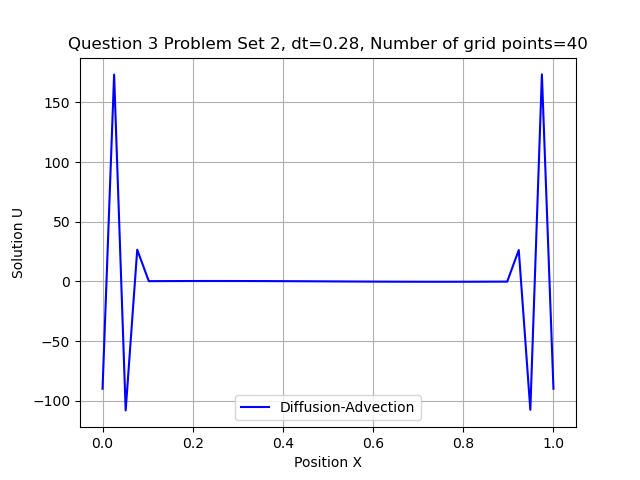 Question 3 Problem Set 2, dt=0.28, Number of grid points=40
150
100
50
0
−50
−100
Solution U
Diffusion-Advection
0.0 0.2 0.4 0.6 0.8 1.0
Position X